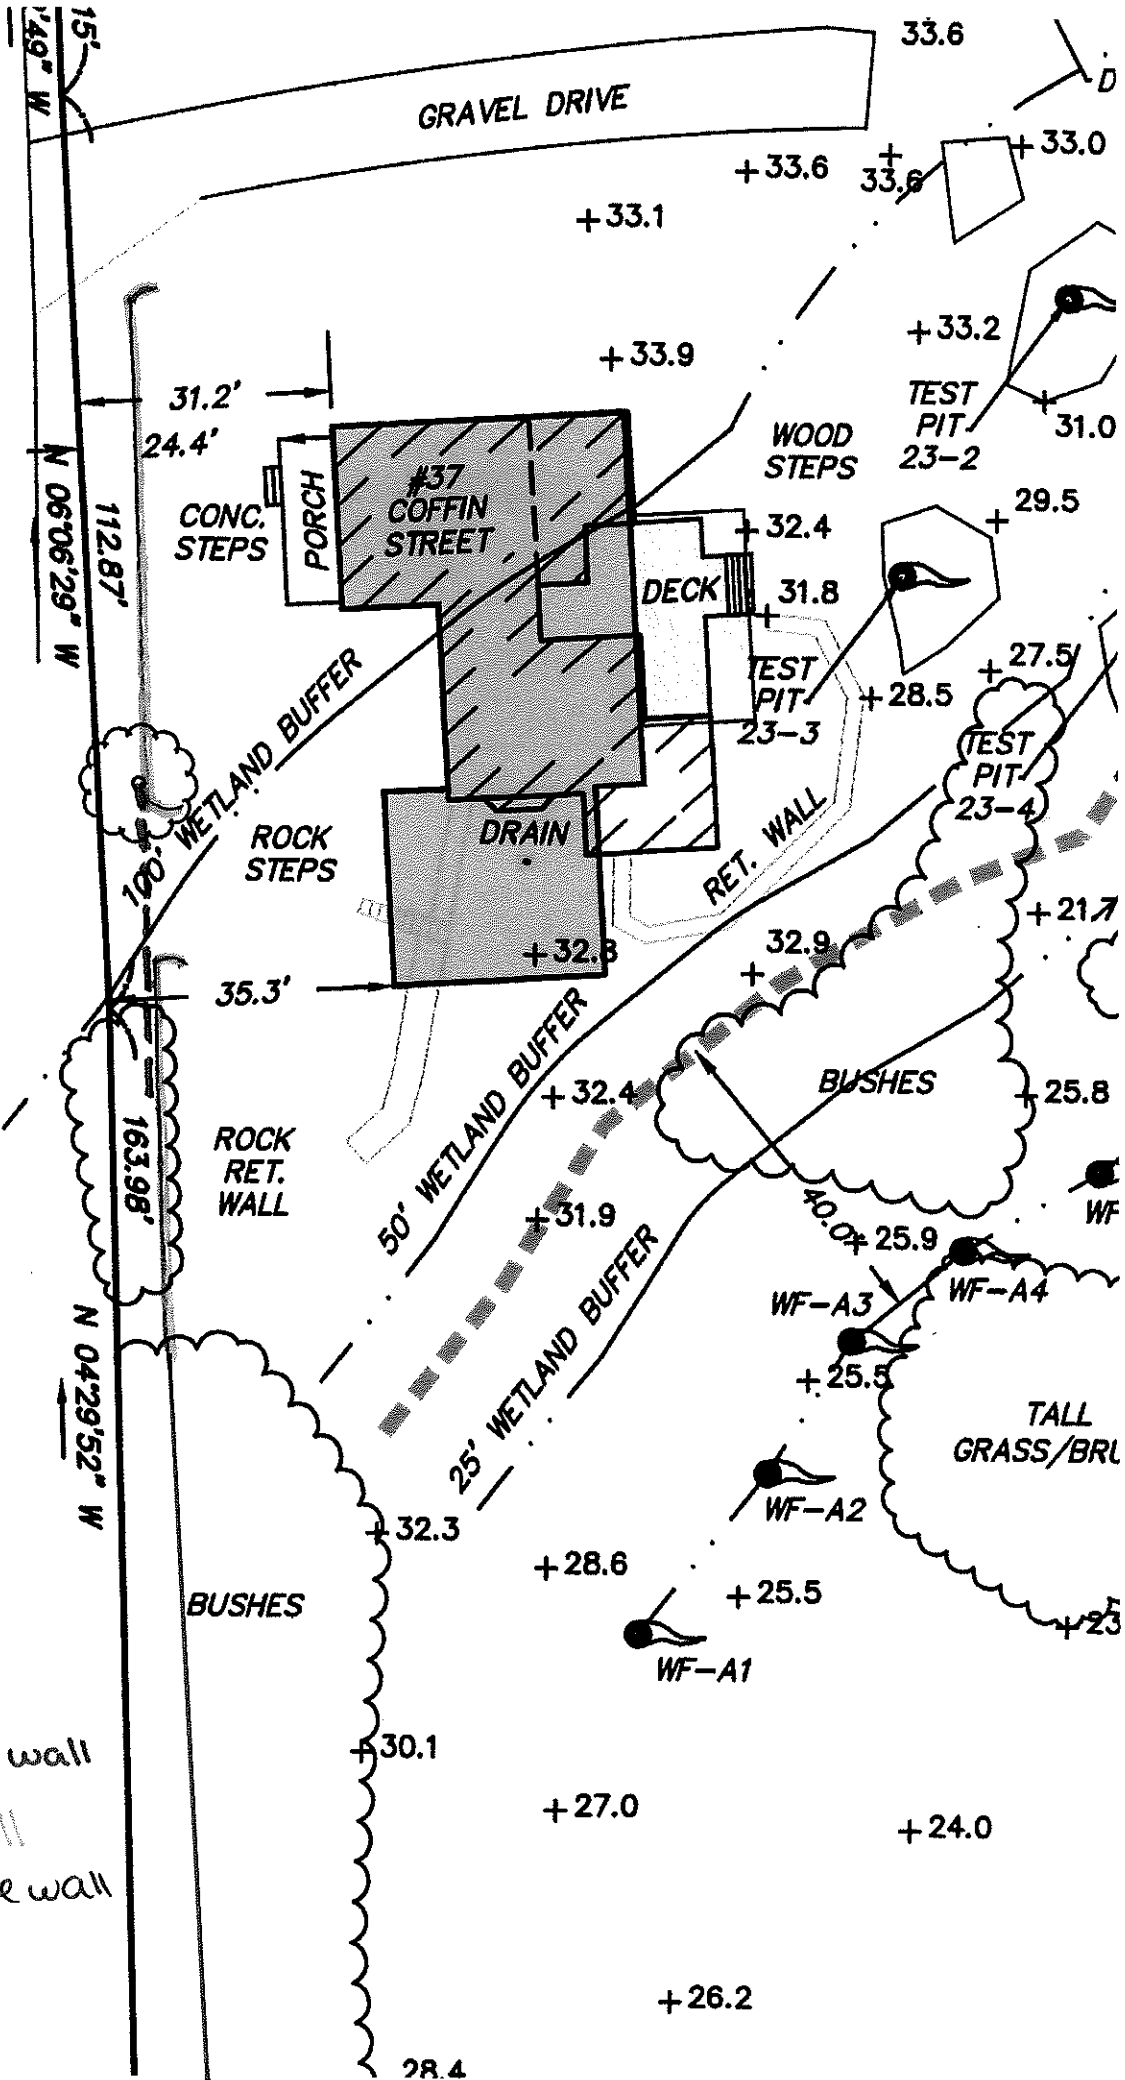 15'
'49" W
33.6
D
GRAVEL DRIVE
33.0
33.6
33.6
33.1
33.2
33.9
31.2'
24.4'
TEST
PIT
23-2
31.0
WOOD
STEPS
#37
COFFIN
STREET
PORCH
CONC.
STEPS
N 06°06'29" W
112.87'
29.5
32.4
DECK
31.8
TEST
PIT
23-3
28.5
27.5
TEST
PIT
23-4
100' WETLAND BUFFER
ROCK
STEPS
DRAIN
RET. WALL
21.7
32.8
32.9
35.3'
50' WETLAND BUFFER
32.4
BUSHES
25.8
163.98'
ROCK
RET.
WALL
31.9
40.0'
25.9
WF
WF-A4
WF-A3
25' WETLAND BUFFER
25.5
N 04°29'52" W
TALL
GRASS/BRU
WF-A2
32.3
28.6
25.5
BUSHES
23
WF-A1
wall
30.1
27.0
24.0
ll
e wall
26.2
28.4